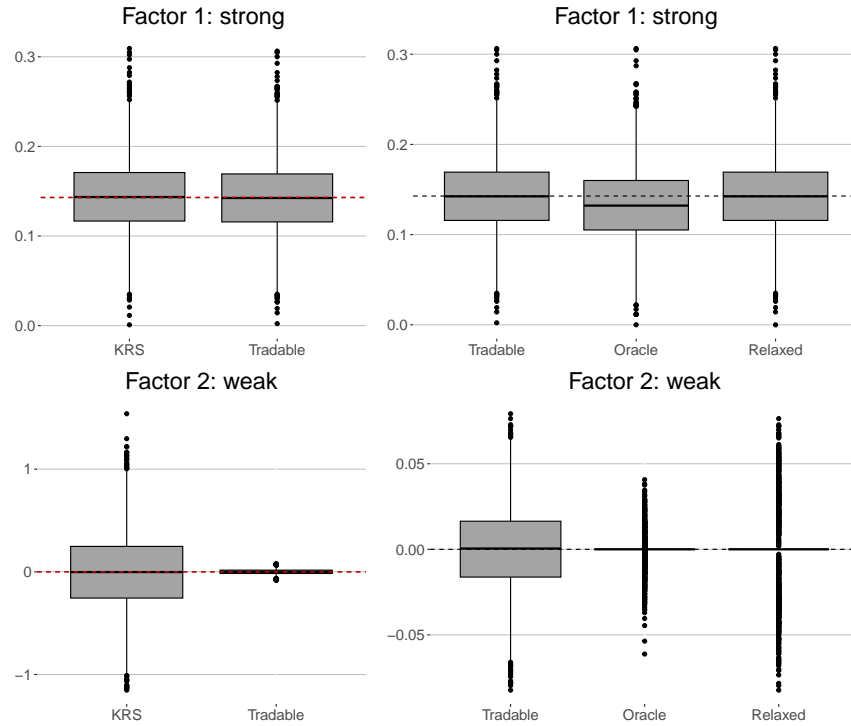 Factor 1: strong
0.3
0.2
0.1
0.0
KRS Tradable
Factor 1: strong
0.3
0.2
0.1
0.0
Tradable Oracle Relaxed
Factor 2: weak
1
0
−1
KRS Tradable
Factor 2: weak
0.05
0.00
−0.05
Tradable Oracle Relaxed